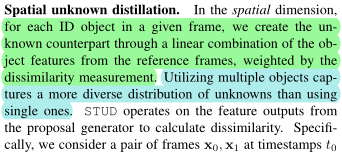 Spatial unknown distillation. In the spatial dimension,
for each ID object in a given frame, we create the un-
known counterpart through a linear combination of the ob-
ject features from the reference frames, weighted by the
dissimilarity measurement. Utilizing multiple objects cap-
tures a more diverse distribution of unknowns than using
single ones. STUD operates on the feature outputs from
the proposal generator to calculate dissimilarity. Specifi-
cally, we consider a pair of frames x₀, x₁ at timestamps t₀